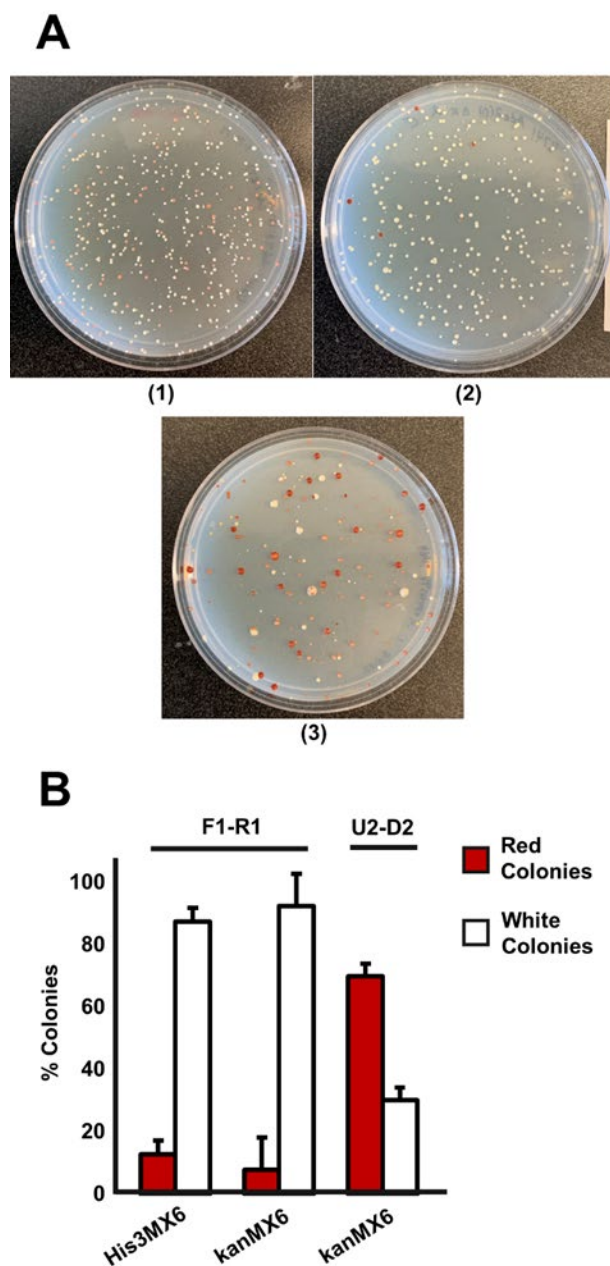 A
(1)
(2)
(3)
B
F1-R1
U2-D2
Red
Colonies
White
Colonies
% Colonies
100
80
60
40
20
0
His3MX6
kanMX6
kanMX6